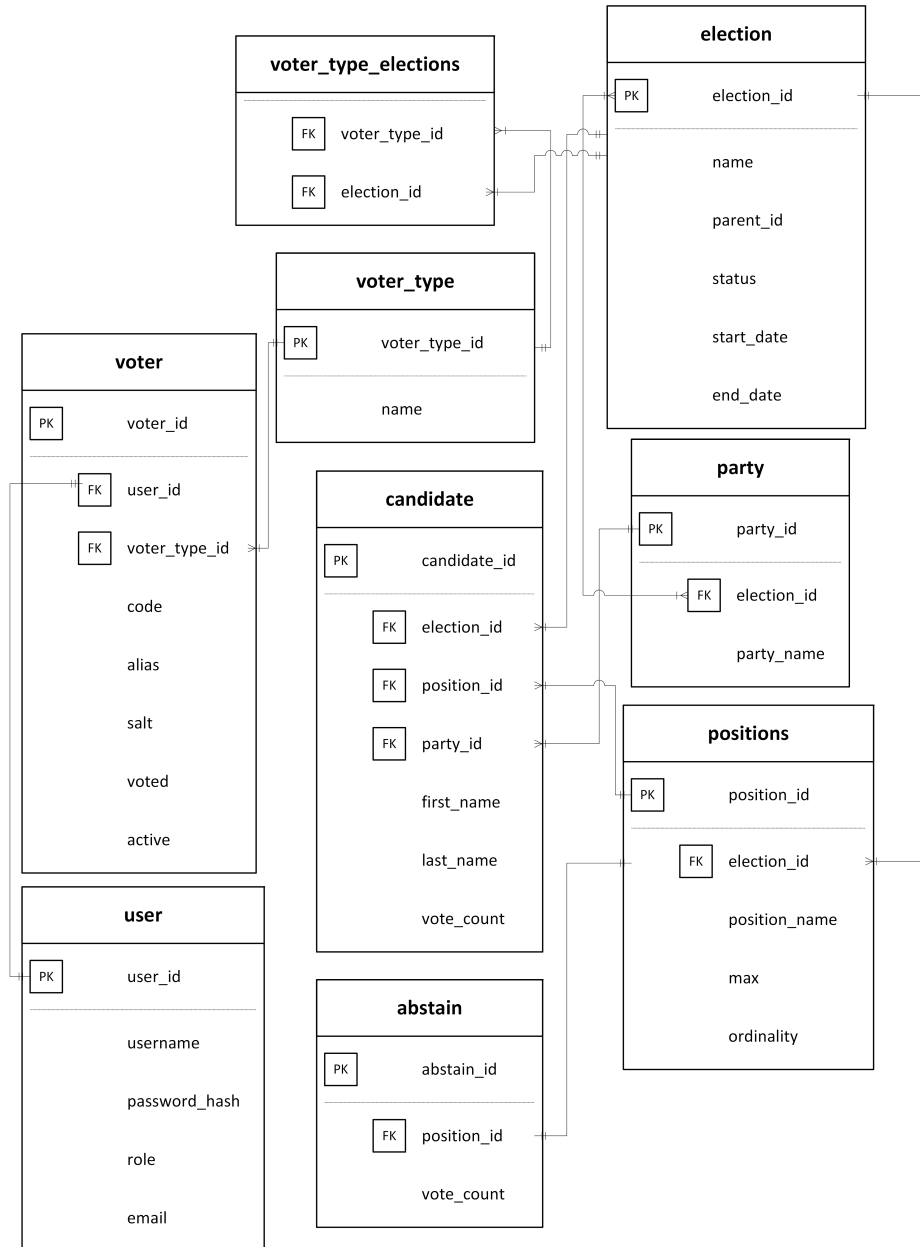 voter_type_elections
FK voter_type_id
FK election_id
election
PK election_id
name
parent_id
status
start_date
end_date
voter_type
PK voter_type_id
name
voter
PK voter_id
FK user_id
FK voter_type_id
code
alias
salt
voted
active
candidate
PK candidate_id
FK election_id
FK position_id
FK party_id
first_name
last_name
vote_count
party
PK party_id
FK election_id
party_name
positions
PK position_id
FK election_id
position_name
max
ordinality
user
PK user_id
username
password_hash
role
email
abstain
PK abstain_id
FK position_id
vote_count